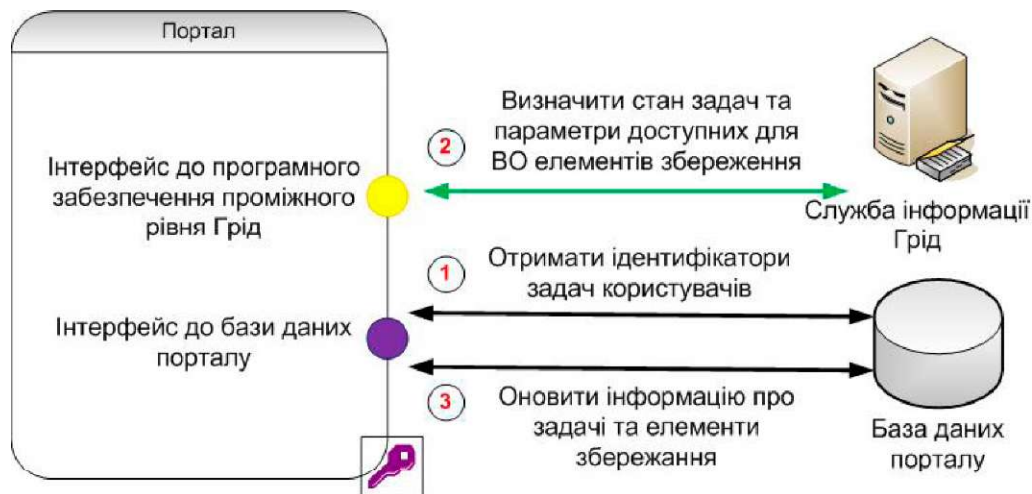 Портал
Визначити стан задач та
параметри доступних для
ВО елементів збереження
2
Інтерфейс до програмного
забезпечення проміжного
рівня Грід
Служба інформації
Грід
1
Отримати ідентифікатори
задач користувачів
Інтерфейс до бази даних
порталу
3
Оновити інформацію про
задачі та елементи
збережання
База даних
порталу